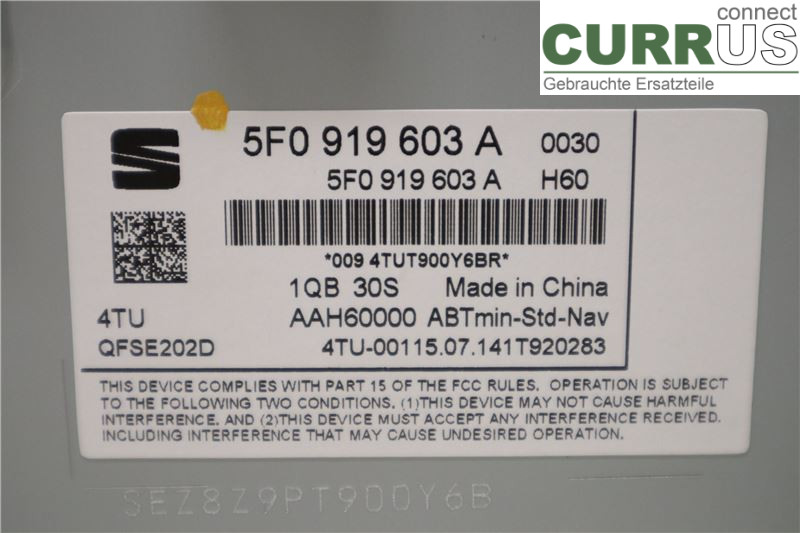 connect
CURRUS
Gebrauchte Ersatzteile
5F0 919 603 A 0030
5F0 919 603 A H60
*009 4TUT900Y6BR*
1QB 30S Made in China
4TU AAH60000 ABTmin-Std-Nav
QFSE202D 4TU-00115.07.141T920283
THIS DEVICE COMPLIES WITH PART 15 OF THE FCC RULES. OPERATION IS SUBJECT
TO THE FOLLOWING TWO CONDITIONS, (1)THIS DEVICE MAY NOT CAUSE HARMFUL
INTERFERENCE. AND (2)THIS DEVICE MUST ACCEPT ANY INTERFERENCE RECEIVED.
INCLUDING INTERFERENCE THAT MAY CAUSE UNDESIRED OPERATION.
SEZ8Z9PT900Y6B